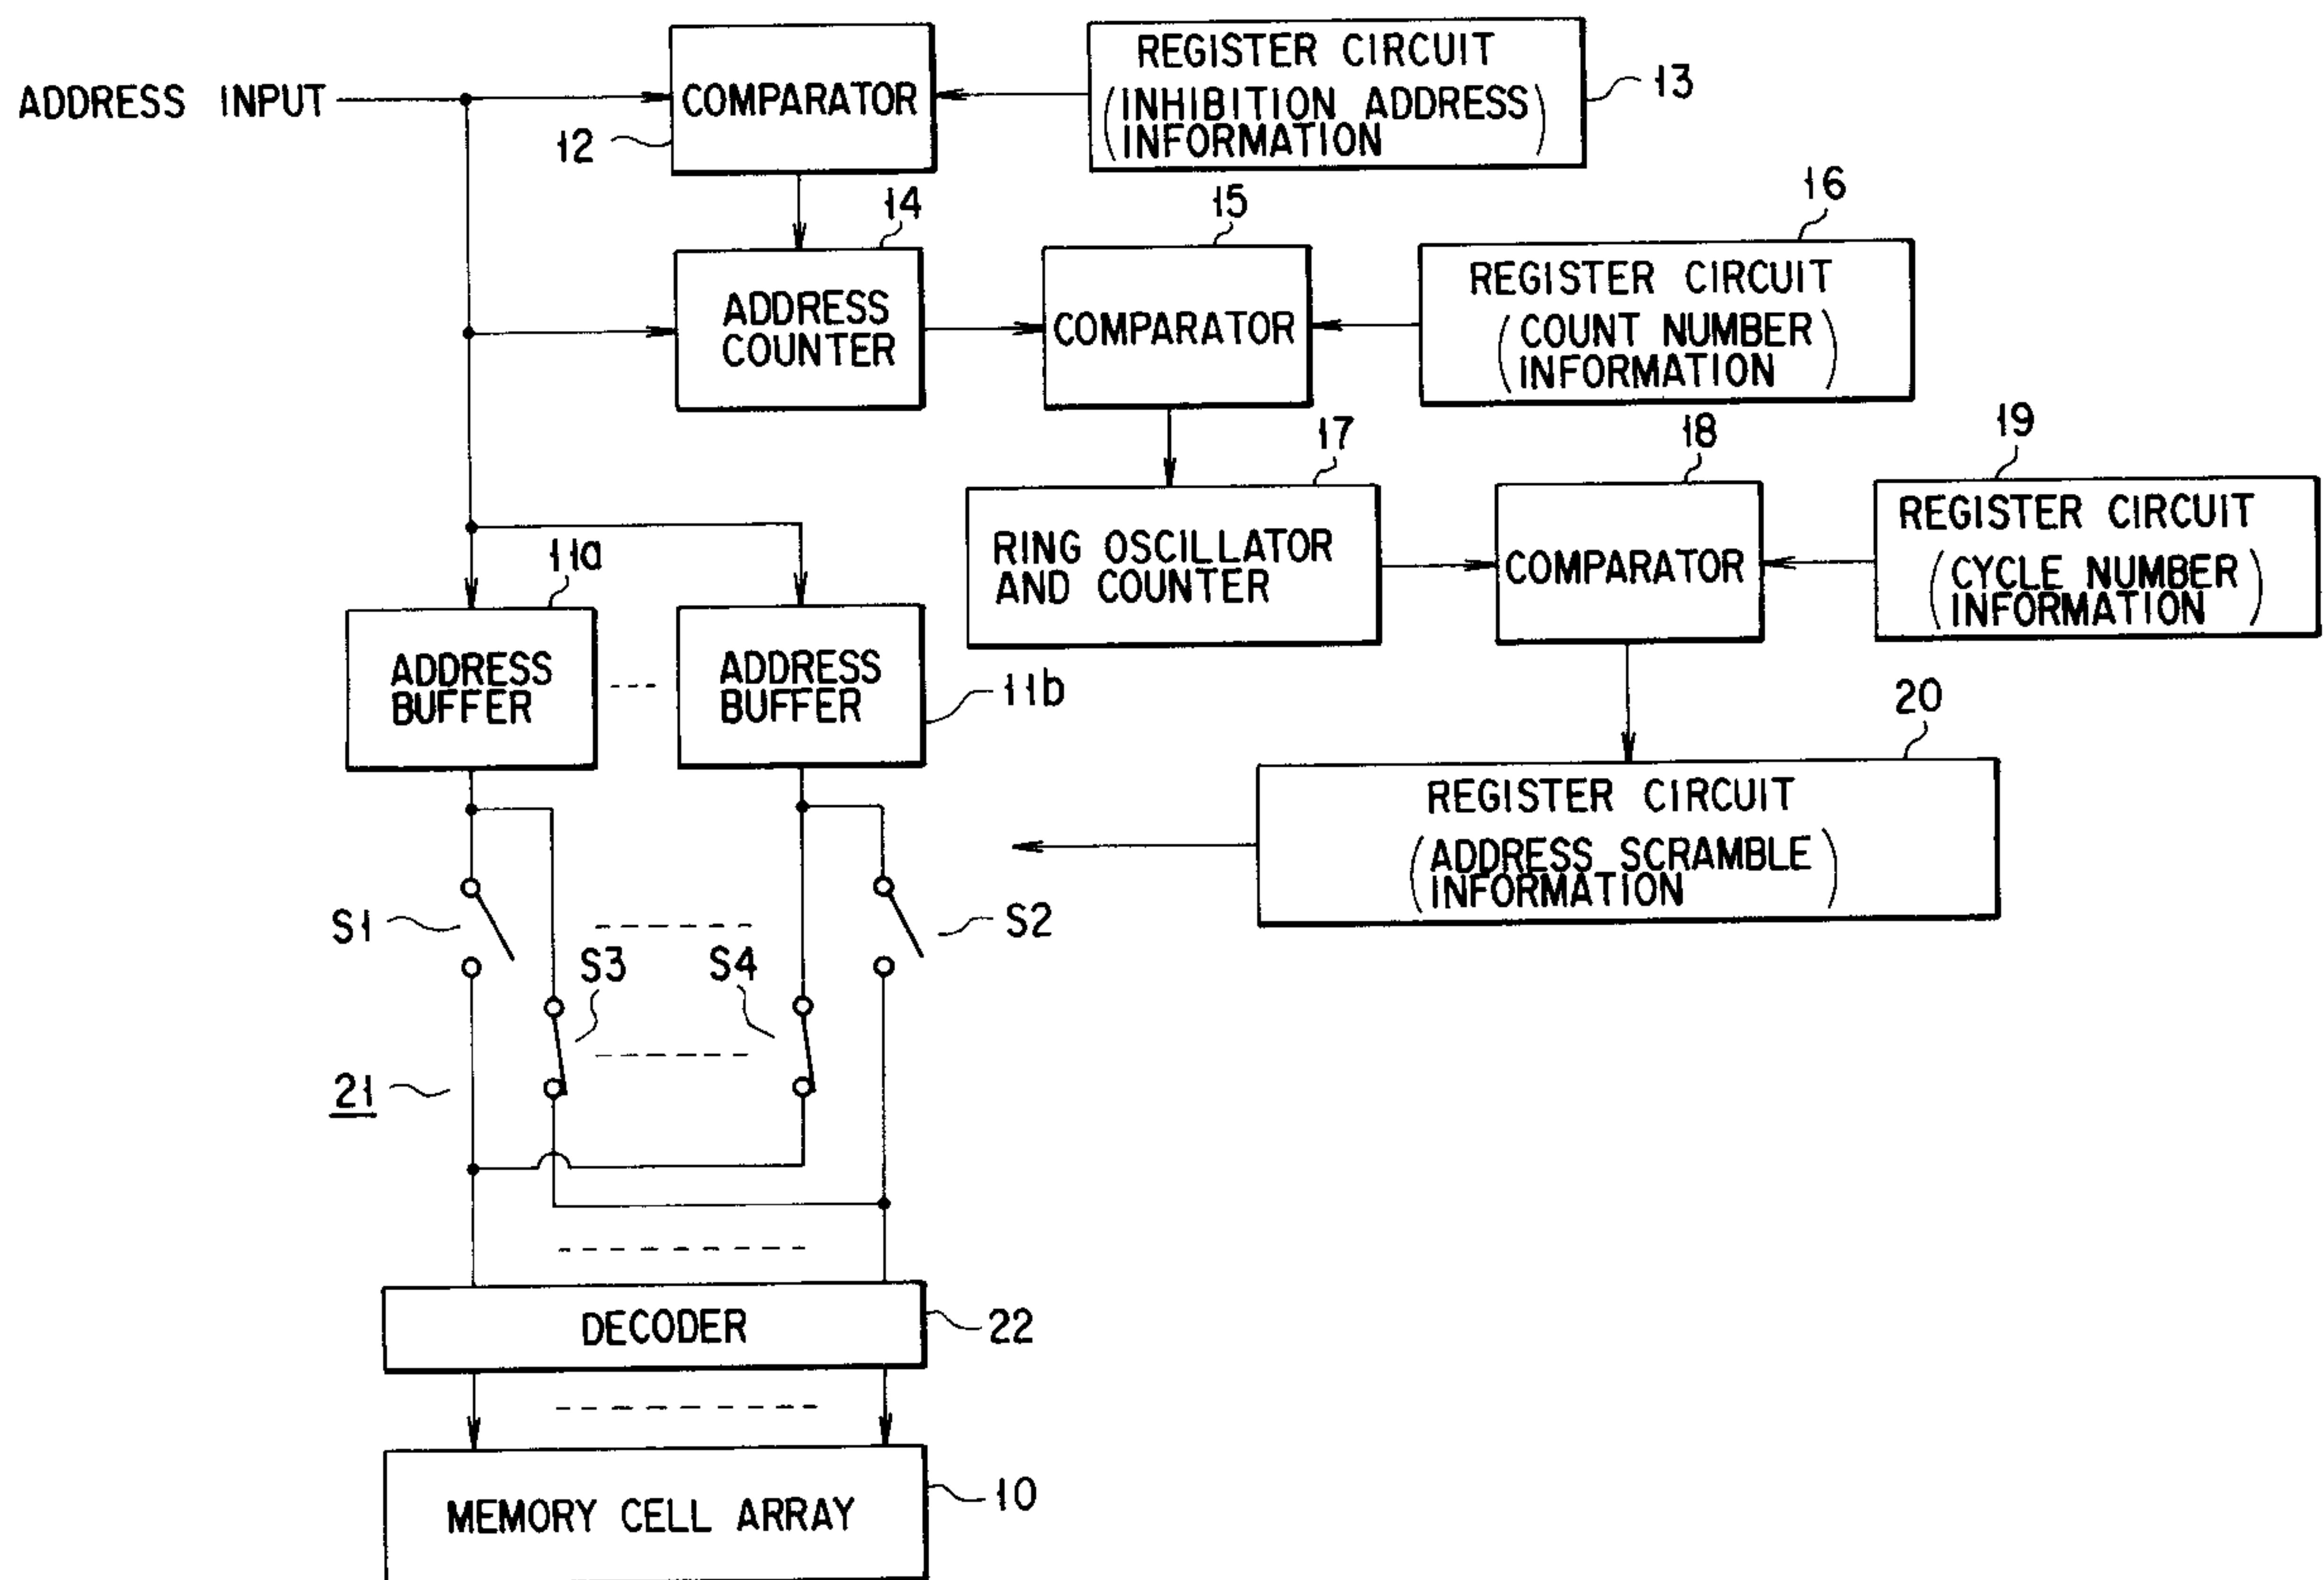 ADDRESS INPUT
COMPARATOR
12
REGISTER CIRCUIT
(INHIBITION ADDRESS
INFORMATION)
13
14
ADDRESS
COUNTER
15
COMPARATOR
16
REGISTER CIRCUIT
(COUNT NUMBER
INFORMATION)
17
RING OSCILLATOR
AND COUNTER
18
COMPARATOR
19
REGISTER CIRCUIT
(CYCLE NUMBER
INFORMATION)
11a
ADDRESS
BUFFER
ADDRESS
BUFFER
11b
20
REGISTER CIRCUIT
(ADDRESS SCRAMBLE
INFORMATION)
S1
S2
S3
S4
21
DECODER
22
MEMORY CELL ARRAY
10